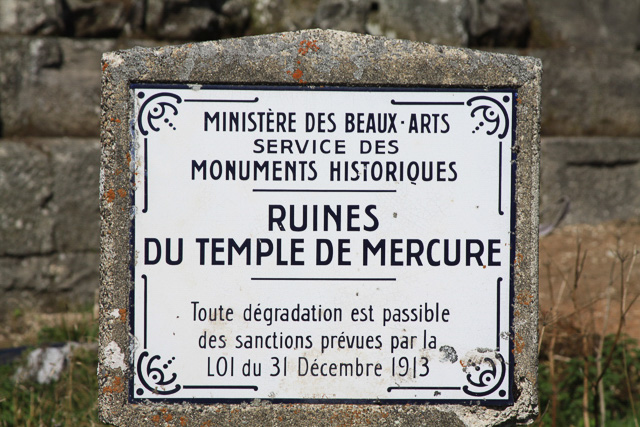 MINISTÈRE DES BEAUX·ARTS
SERVICE DES
MONUMENTS HISTORIQUES
RUINES
DU TEMPLE DE MERCURE
Toute dégradation est passible
des sanctions prévues par la
LOI du 31 Décembre 1913